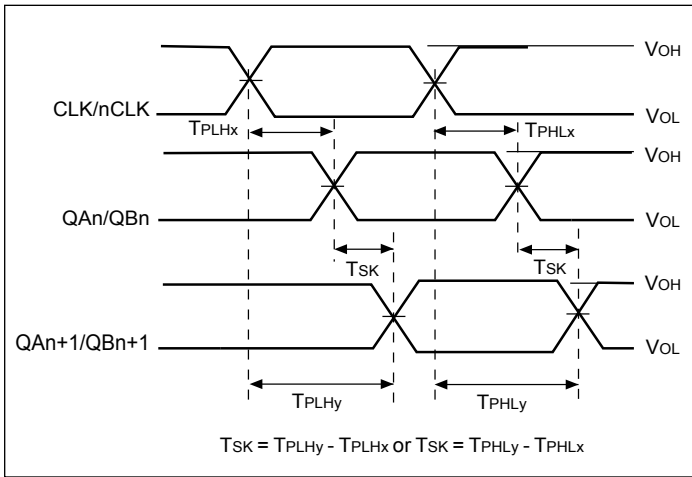 VOH
CLK/nCLK
VOL
TPLHx
TPHLx
VOH
QAn/QBn
VOL
TSK
TSK
VOH
QAn+1/QBn+1
VOL
TPLHy
TPHLy
TSK = TPLHy - TPLHx or TSK = TPHLy - TPHLx